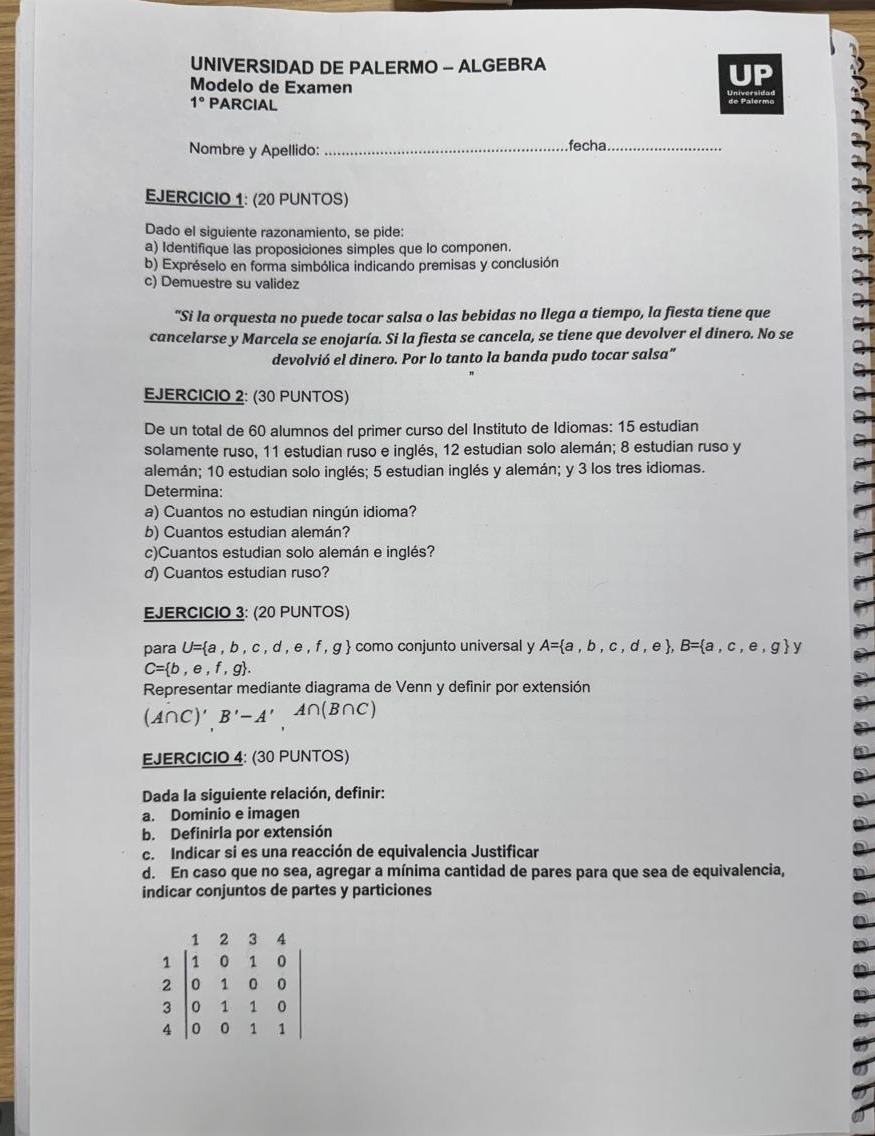 UNIVERSIDAD DE PALERMO – ALGEBRA
Modelo de Examen
1° PARCIAL
UP
Universidad
de Palermo
Nombre y Apellido: ..........................................................fecha...........................
EJERCICIO 1: (20 PUNTOS)
Dado el siguiente razonamiento, se pide:
a) Identifique las proposiciones simples que lo componen.
b) Expréselo en forma simbólica indicando premisas y conclusión
c) Demuestre su validez
"Si la orquesta no puede tocar salsa o las bebidas no llega a tiempo, la fiesta tiene que
cancelarse y Marcela se enojaría. Si la fiesta se cancela, se tiene que devolver el dinero. No se
devolvió el dinero. Por lo tanto la banda pudo tocar salsa"
"
EJERCICIO 2: (30 PUNTOS)
De un total de 60 alumnos del primer curso del Instituto de Idiomas: 15 estudian
solamente ruso, 11 estudian ruso e inglés, 12 estudian solo alemán; 8 estudian ruso y
alemán; 10 estudian solo inglés; 5 estudian inglés y alemán; y 3 los tres idiomas.
Determina:
a) Cuantos no estudian ningún idioma?
b) Cuantos estudian alemán?
c)Cuantos estudian solo alemán e inglés?
d) Cuantos estudian ruso?
EJERCICIO 3: (20 PUNTOS)
para U={a , b , c , d , e , f , g } como conjunto universal y A={a , b , c , d , e }, B={a , c , e , g } y
C={b , e , f , g}.
Representar mediante diagrama de Venn y definir por extensión
(A∩C)' , B'−A' , A∩(B∩C)
EJERCICIO 4: (30 PUNTOS)
Dada la siguiente relación, definir:
a. Dominio e imagen
b. Definirla por extensión
c. Indicar si es una reacción de equivalencia Justificar
d. En caso que no sea, agregar a mínima cantidad de pares para que sea de equivalencia,
indicar conjuntos de partes y particiones
1 2 3 4
1 1 0 1 0
2 0 1 0 0
3 0 1 1 0
4 0 0 1 1